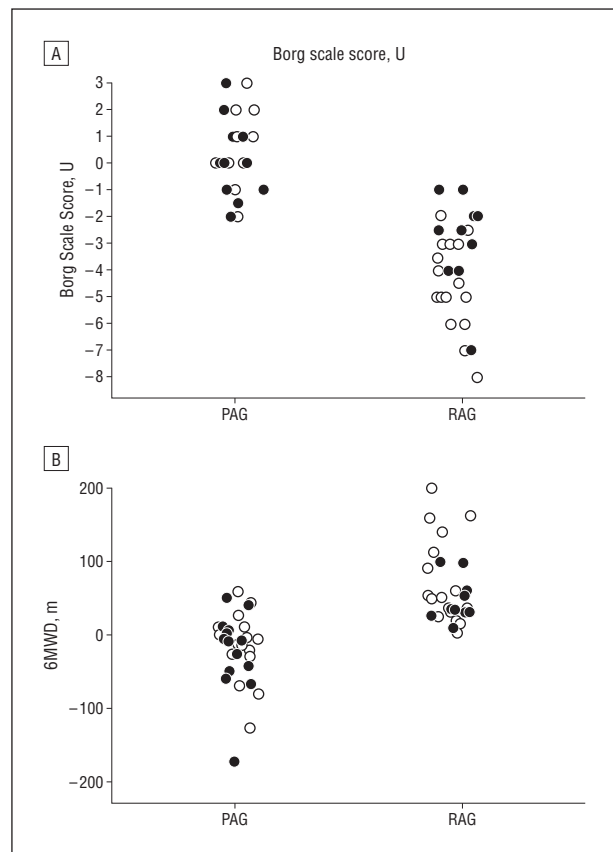 A
Borg scale score, U
Borg Scale Score, U
3
2
1
0
−1
−2
−3
−4
−5
−6
−7
−8
PAG
RAG
B
6MWD, m
200
100
0
−100
−200
PAG
RAG